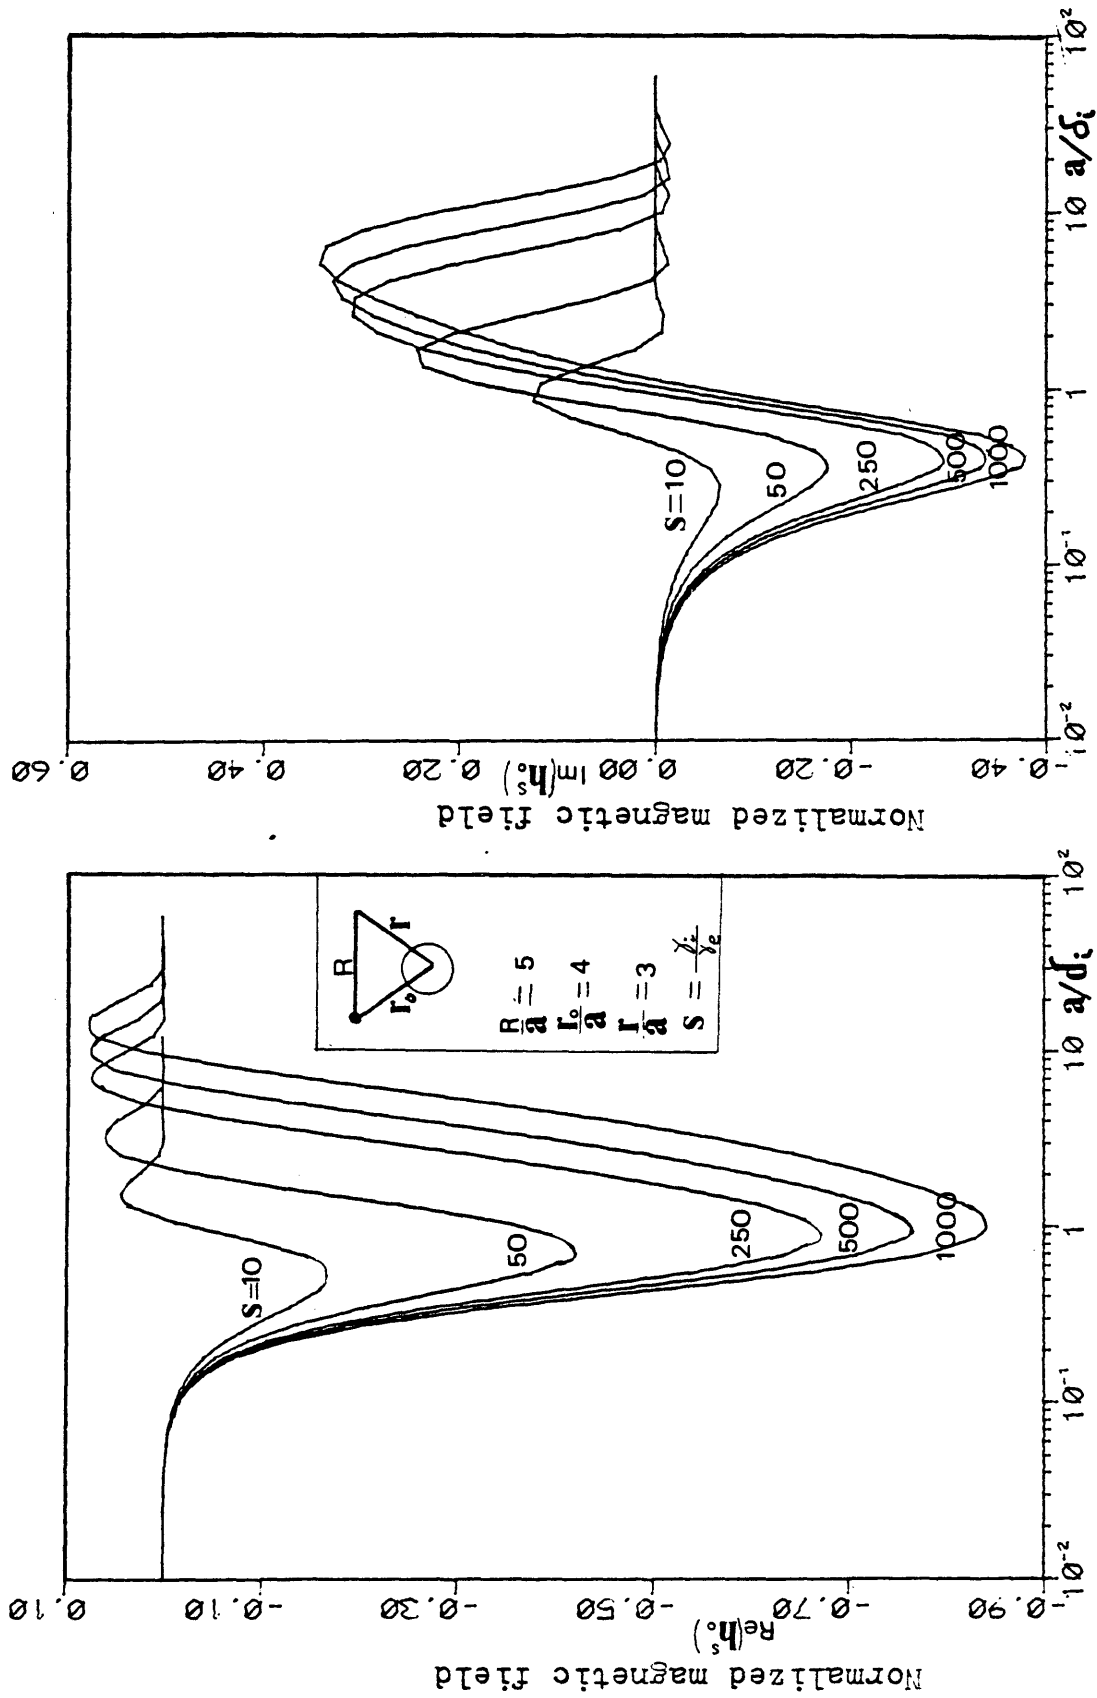 Normalized magnetic field
Re(h₀ˢ)
0.10
-0.10
-0.30
-0.50
-0.70
-0.90
10⁻²
10⁻¹
1
10
10²
a/δᵢ
S=10
50
250
500
1000
R
r₀
r
R/a = 5
r₀/a = 4
r/a = 3
S = γᵢ/γₑ
Normalized magnetic field
Im(h₀ˢ)
0.60
0.40
0.20
0.00
-0.20
-0.40
10⁻²
10⁻¹
1
10
10²
a/δᵢ
S=10
50
250
500
1000